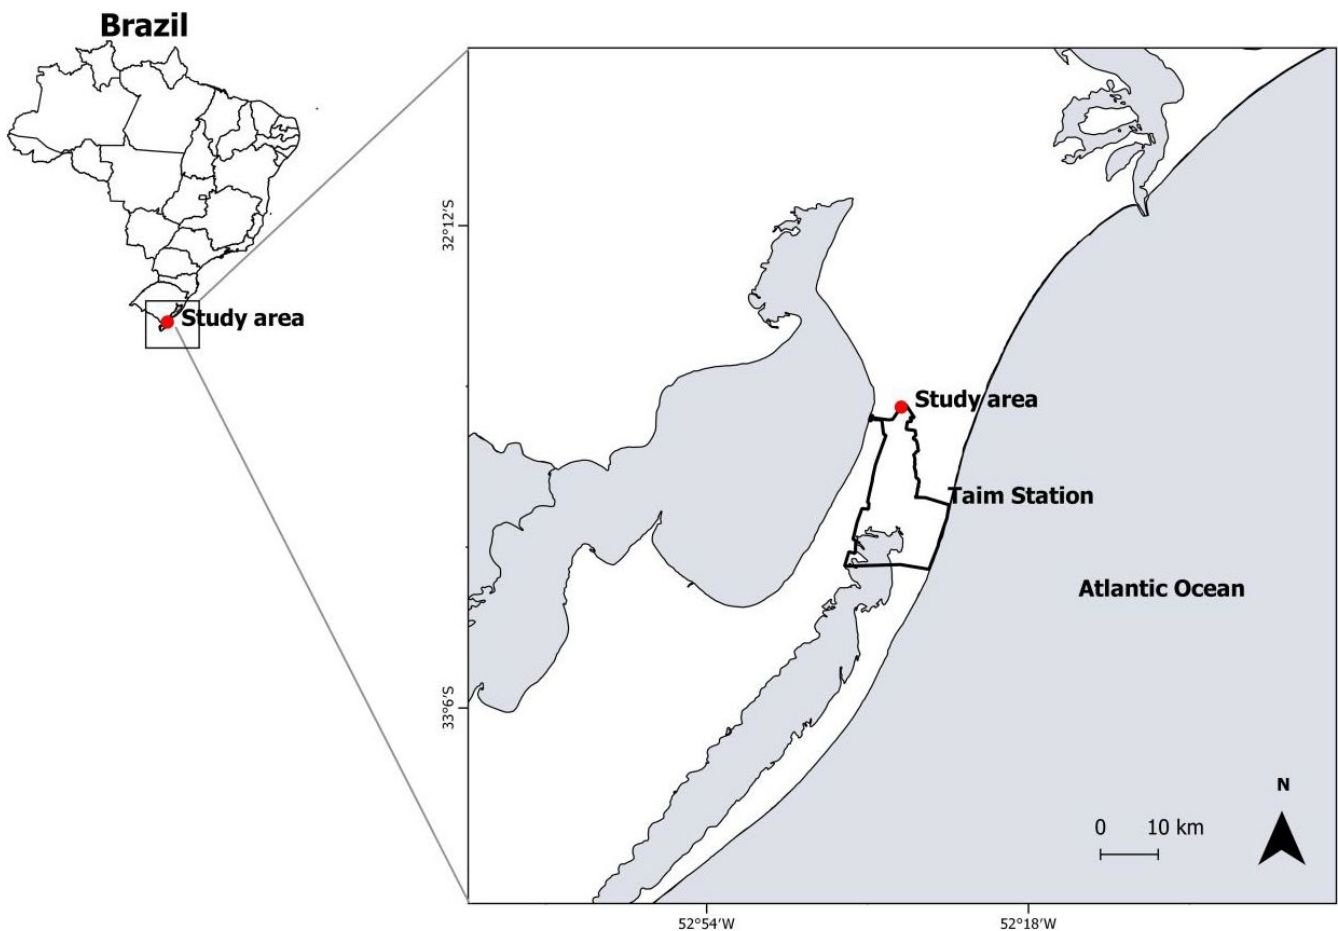 Brazil
Study area
32°12'S
33°6'S
Study area
Taim Station
Atlantic Ocean
N
0 10 km
52°54'W
52°18'W